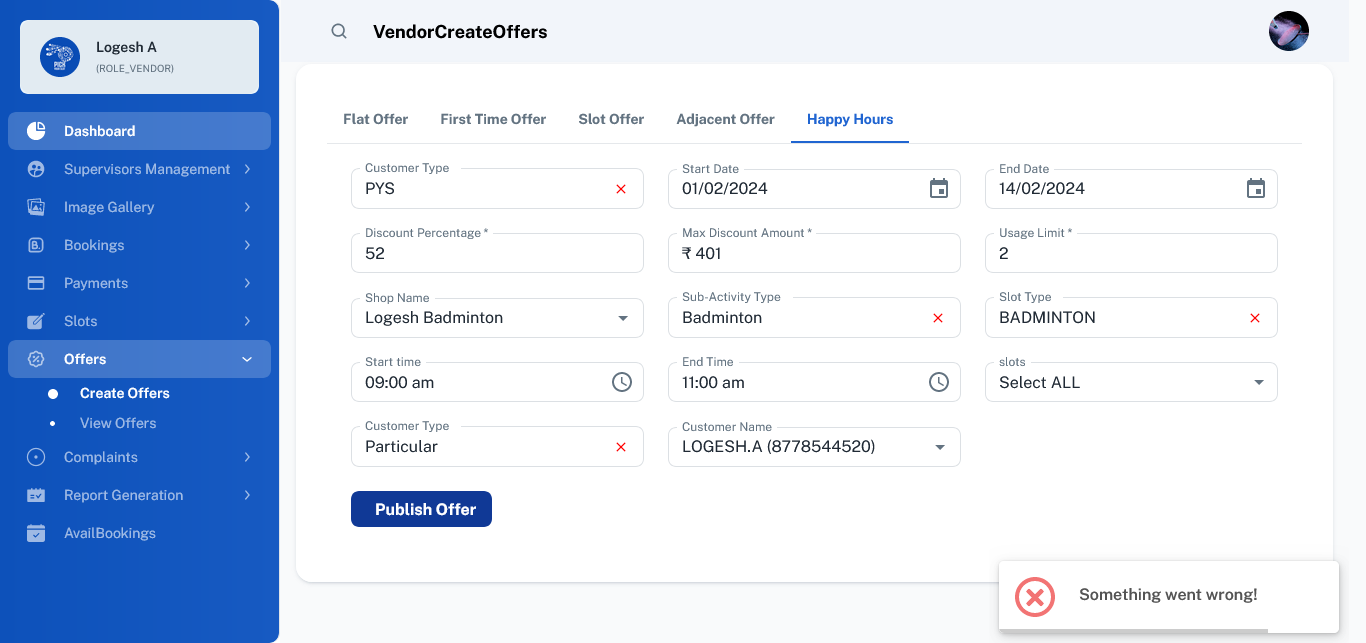 Logesh A
(ROLE_VENDOR)
Dashboard
Supervisors Management
Image Gallery
Bookings
Payments
Slots
Offers
Create Offers
View Offers
Complaints
Report Generation
AvailBookings
VendorCreateOffers
Flat Offer First Time Offer Slot Offer Adjacent Offer Happy Hours
Customer Type Start Date End Date
PYS 01/02/2024 14/02/2024
Discount Percentage * Max Discount Amount * Usage Limit *
52 ₹ 401 2
Shop Name Sub-Activity Type Slot Type
Logesh Badminton Badminton BADMINTON
Start time End Time slots
09:00 am 11:00 am Select ALL
Customer Type Customer Name
Particular LOGESH.A (8778544520)
Publish Offer
Something went wrong!